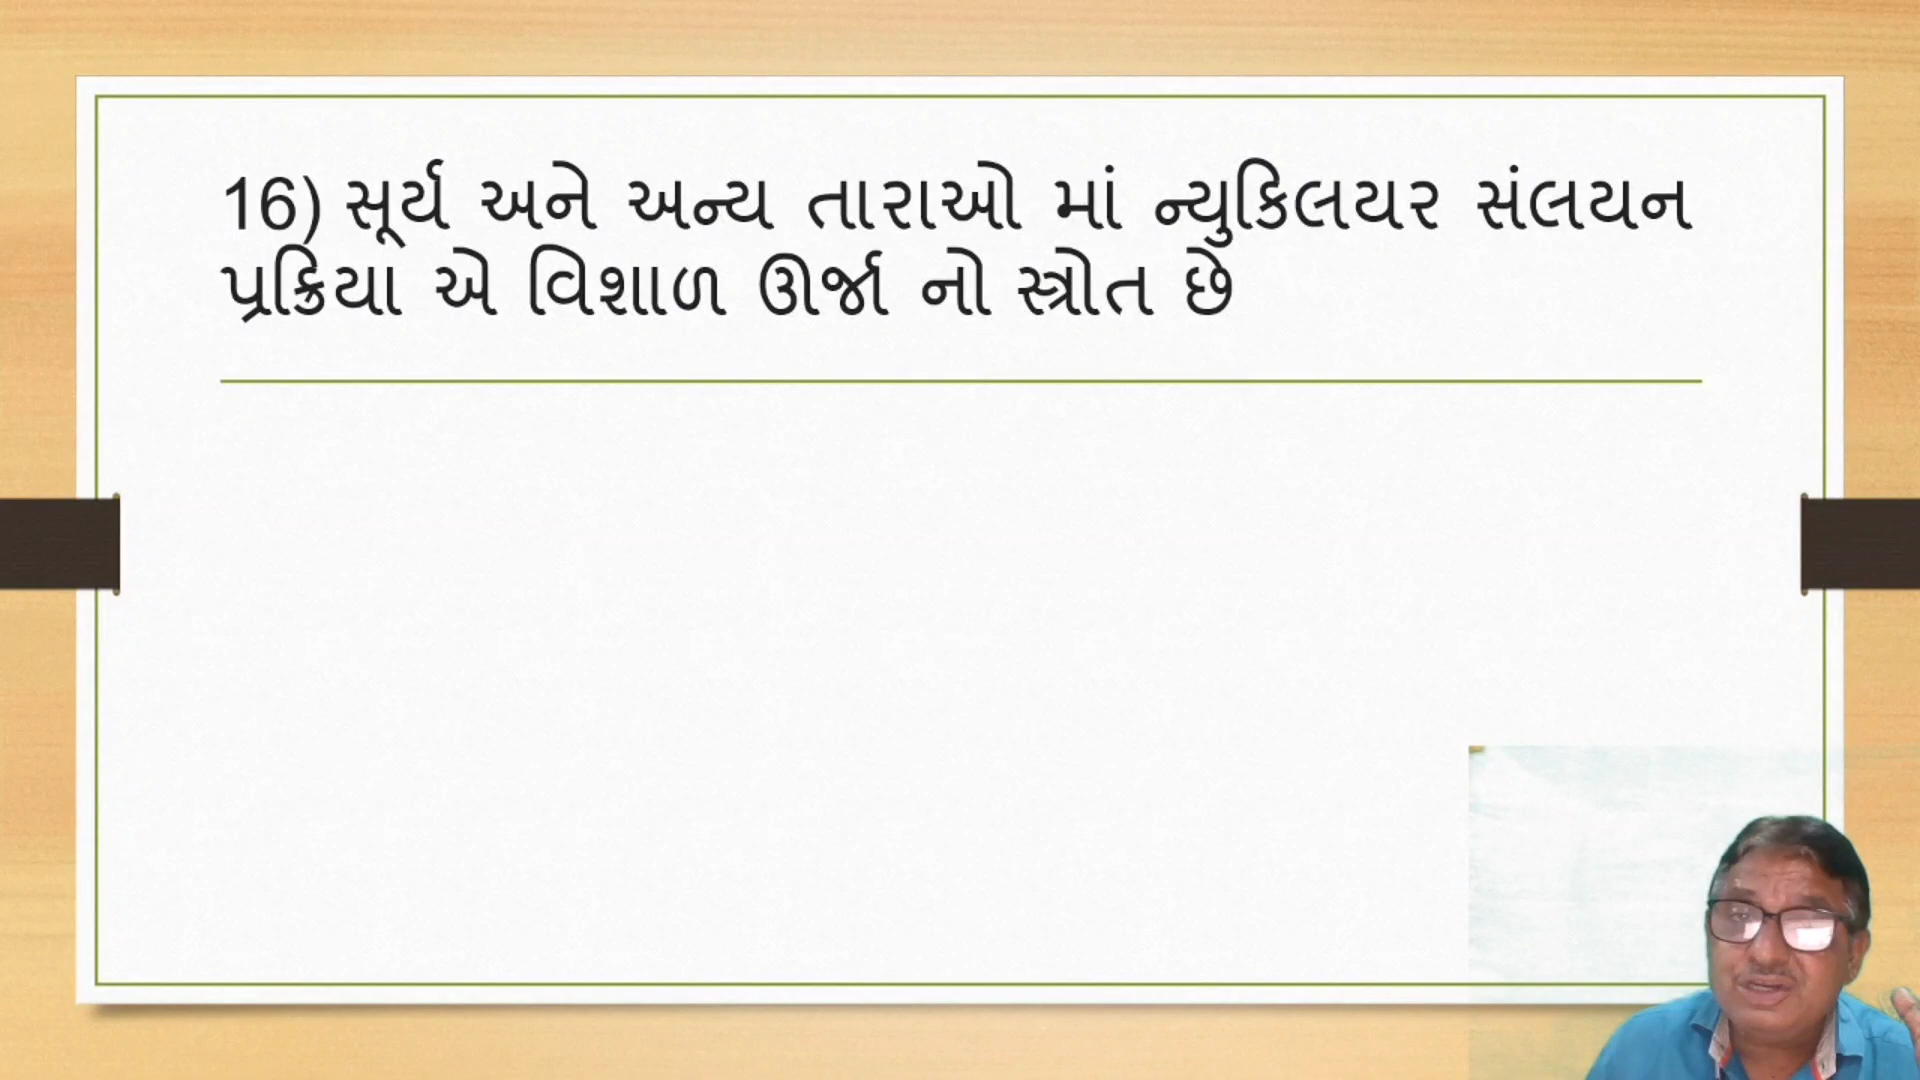 16) સૂર્ય અને અન્ય તારાઓ માં ન્યુકિલયર સંલયન
પ્રક્રિયા એ વિશાળ ઊર્જા નો સ્ત્રોત છે